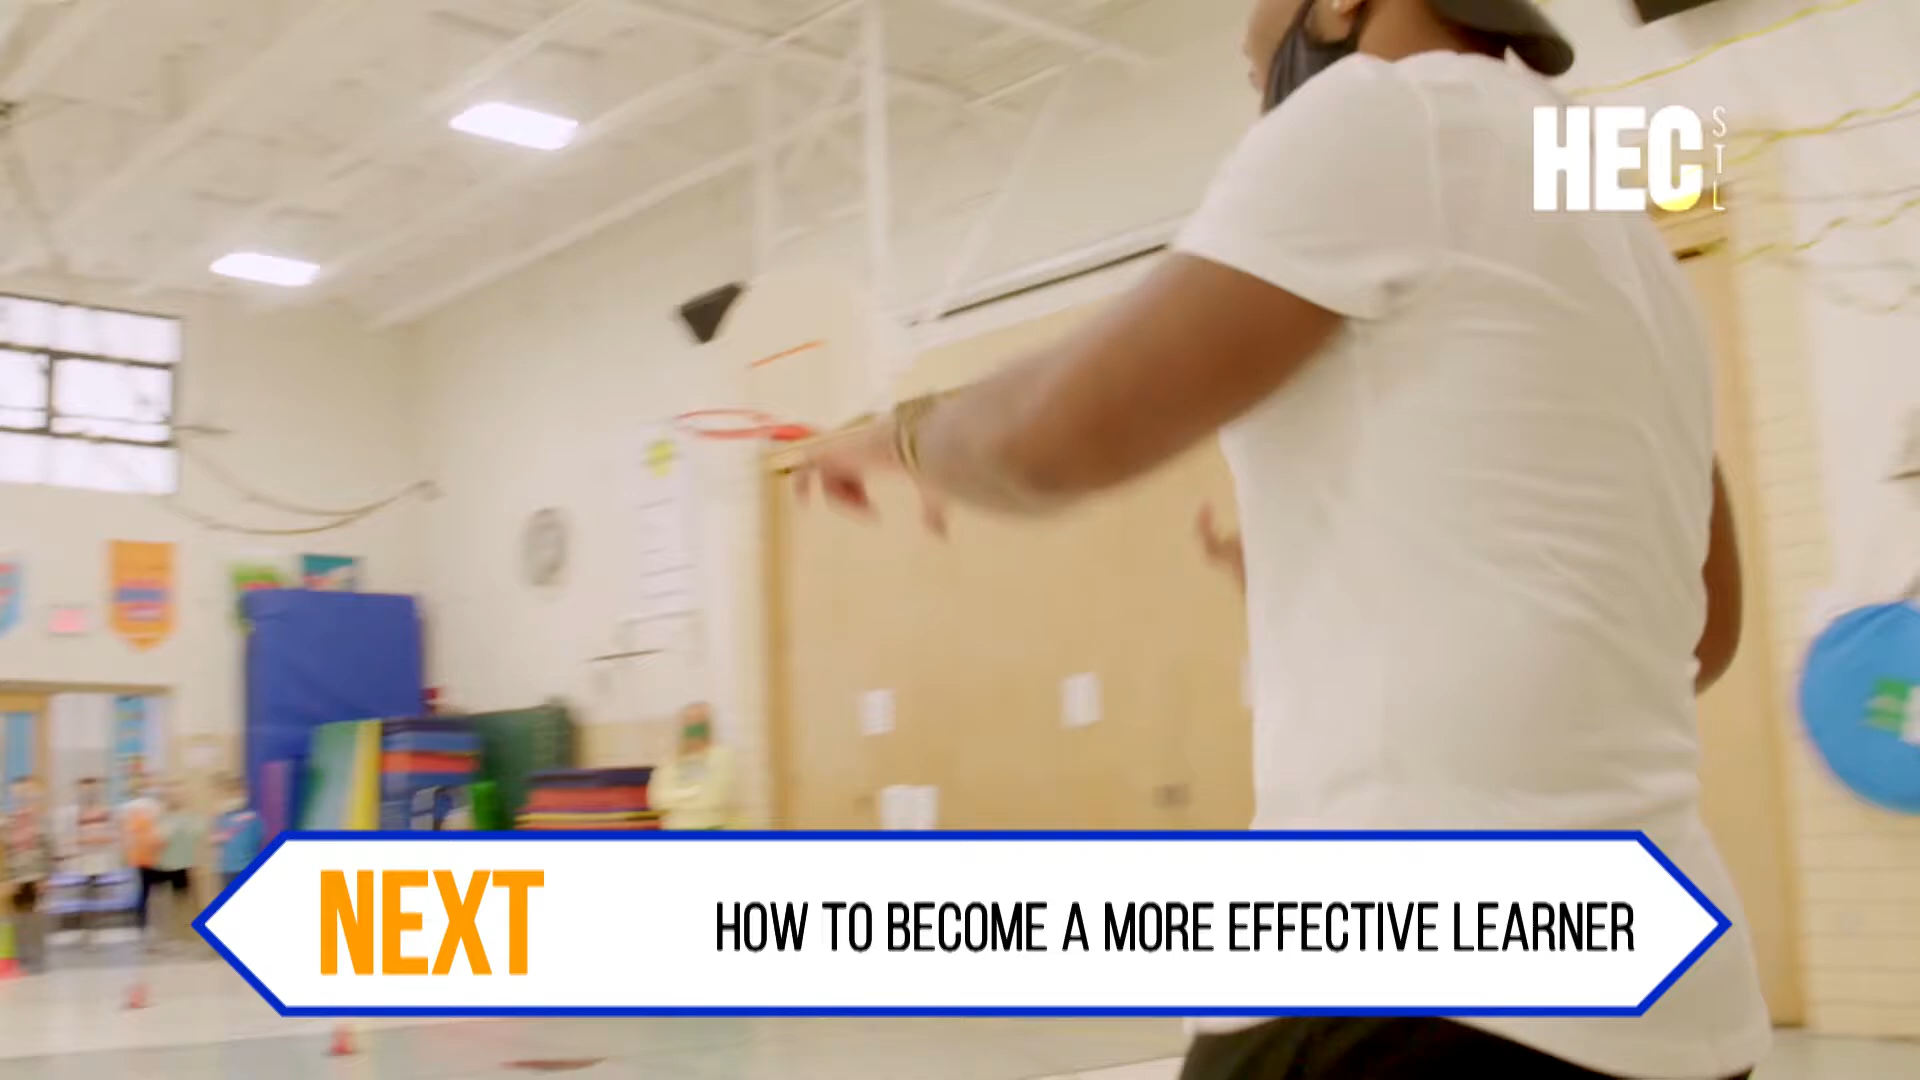 HEC
STL
NEXT
HOW TO BECOME A MORE EFFECTIVE LEARNER